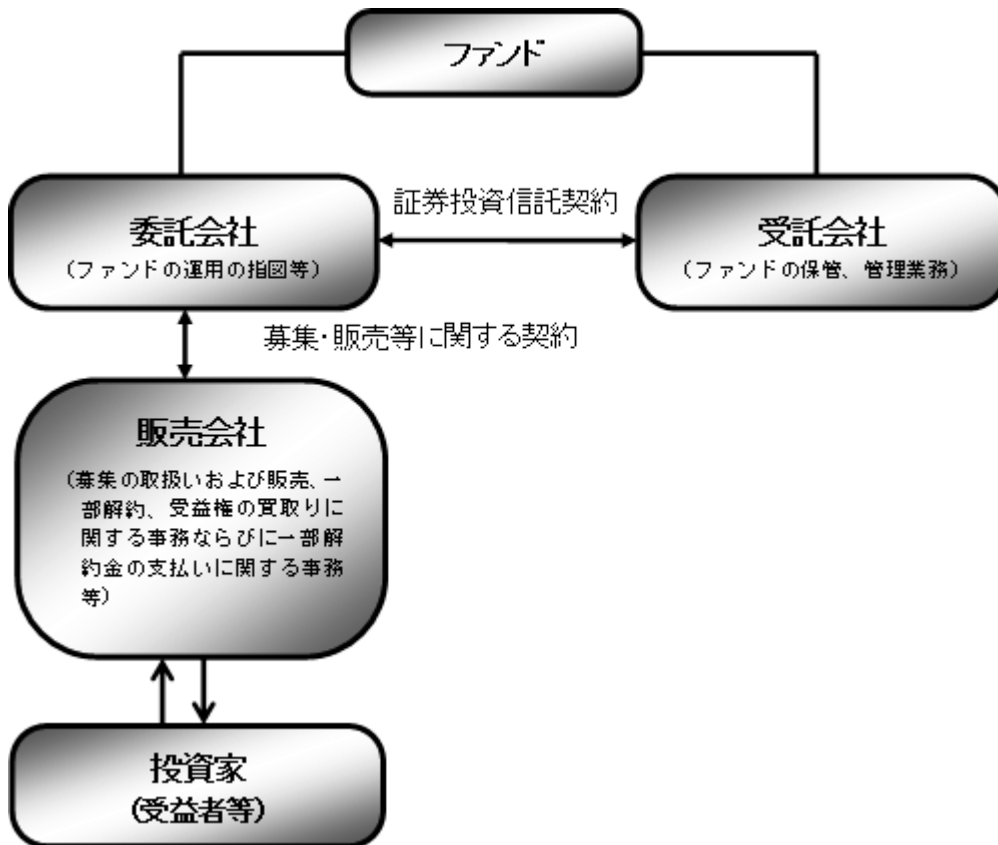 ファンド
委託会社
(ファンドの運用の指図等)
証券投資信託契約
受託会社
(ファンドの保管、管理業務)
募集・販売等に関する契約
販売会社
(募集の取扱いおよび販売、一
部解約、受益権の買取りに
関する事務ならびに一部解
約金の支払いに関する事務
等)
投資家
(受益者等)